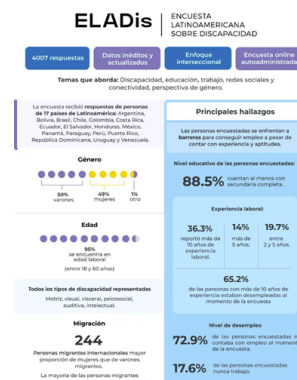 ELADis
ENCUESTA
LATINOAMERICANA
SOBRE DISCAPACIDAD
4007 respuestas
Datos inéditos y
actualizados
Enfoque
interseccional
Encuesta online
autoadministrada
Temas que aborda: Discapacidad, educación, trabajo, redes sociales y
conectividad, perspectiva de género.
La encuesta recibió respuestas de personas
de 17 países de Latinoamérica: Argentina,
Bolivia, Brasil, Chile, Colombia, Costa Rica,
Ecuador, El Salvador, Honduras, México,
Panamá, Paraguay, Perú, Puerto Rico,
República Dominicana, Uruguay y Venezuela.
Género
50%
varones
49%
mujeres
1%
otro
Edad
95%
se encuentra en
edad laboral
(entre 18 y 60 años)
Todos los tipos de discapacidad representadas
Motriz, visual, visceral, psicosocial,
auditiva, intelectual.
Migración
244
Personas migrantes internacionales mayor
proporción de mujeres que de varones
migrantes.
La mayoría de las personas migrantes
Principales hallazgos
Las personas encuestadas se enfrentan a
barreras para conseguir empleo a pesar de
contar con experiencia y aptitudes.
Nivel educativo de las personas encuestadas:
88.5%
cuentan al menos con
secundaria completa.
Experiencia laboral:
36.3%
reportó más de
10 años de
experiencia
laboral.
14%
más de
5 años.
19.7%
entre
2 y 5 años.
65.2%
de las personas con más de 10 años de
experiencia estaban desempleados al
momento de la encuesta
Nivel de desempleo
72.9%
de las personas encuestadas no
contaba con empleo al momento
de la encuesta.
17.6%
de las personas encuestadas
nunca trabajó.